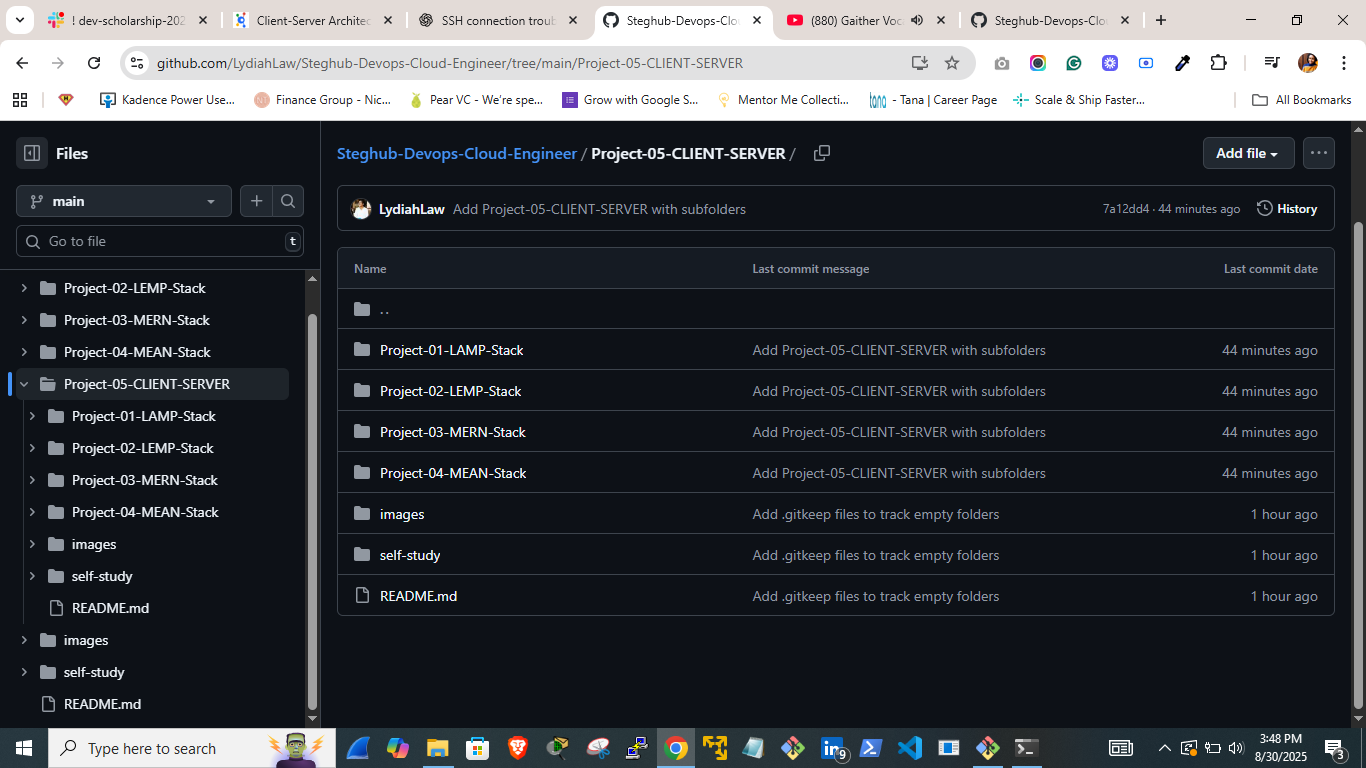 ! dev-scholarship-202
Client-Server Architec
SSH connection troub
Steghub-Devops-Clo
(880) Gaither Voc
Steghub-Devops-Clo
github.com/LydiahLaw/Steghub-Devops-Cloud-Engineer/tree/main/Project-05-CLIENT-SERVER
Kadence Power Use...
Finance Group - Nic...
Pear VC - We're spe...
Grow with Google S...
Mentor Me Collecti...
tana - Tana | Career Page
Scale & Ship Faster...
All Bookmarks
Files
main
Go to file
t
Project-02-LEMP-Stack
Project-03-MERN-Stack
Project-04-MEAN-Stack
Project-05-CLIENT-SERVER
Project-01-LAMP-Stack
Project-02-LEMP-Stack
Project-03-MERN-Stack
Project-04-MEAN-Stack
images
self-study
README.md
images
self-study
README.md
Steghub-Devops-Cloud-Engineer / Project-05-CLIENT-SERVER /
Add file
LydiahLaw Add Project-05-CLIENT-SERVER with subfolders
7a12dd4 · 44 minutes ago
History
Name Last commit message Last commit date
..
Project-01-LAMP-Stack Add Project-05-CLIENT-SERVER with subfolders 44 minutes ago
Project-02-LEMP-Stack Add Project-05-CLIENT-SERVER with subfolders 44 minutes ago
Project-03-MERN-Stack Add Project-05-CLIENT-SERVER with subfolders 44 minutes ago
Project-04-MEAN-Stack Add Project-05-CLIENT-SERVER with subfolders 44 minutes ago
images Add .gitkeep files to track empty folders 1 hour ago
self-study Add .gitkeep files to track empty folders 1 hour ago
README.md Add .gitkeep files to track empty folders 1 hour ago
Type here to search
9
3:48 PM
8/30/2025
3